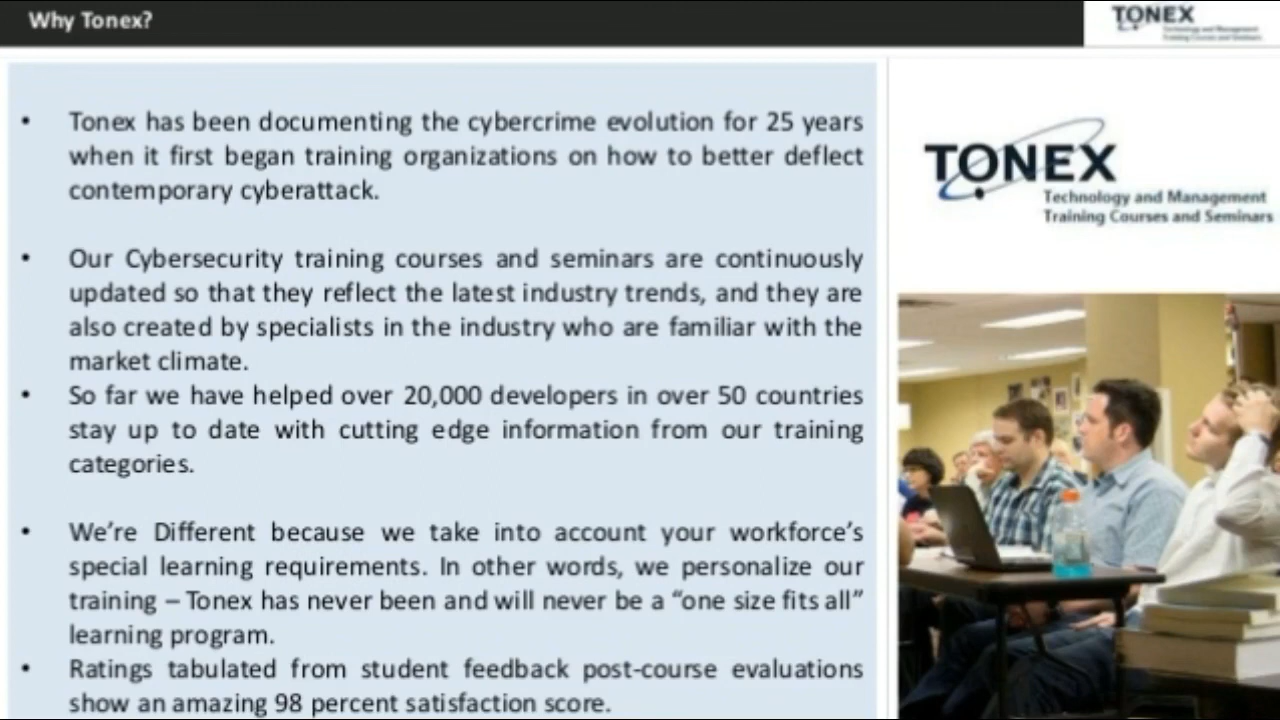 Why Tonex?
TONEX
Technology and Management
Training Courses and Seminars
• Tonex has been documenting the cybercrime evolution for 25 years
when it first began training organizations on how to better deflect
contemporary cyberattack.
• Our Cybersecurity training courses and seminars are continuously
updated so that they reflect the latest industry trends, and they are
also created by specialists in the industry who are familiar with the
market climate.
• So far we have helped over 20,000 developers in over 50 countries
stay up to date with cutting edge information from our training
categories.
• We’re Different because we take into account your workforce’s
special learning requirements. In other words, we personalize our
training – Tonex has never been and will never be a “one size fits all”
learning program.
• Ratings tabulated from student feedback post-course evaluations
show an amazing 98 percent satisfaction score.
TONEX
Technology and Management
Training Courses and Seminars